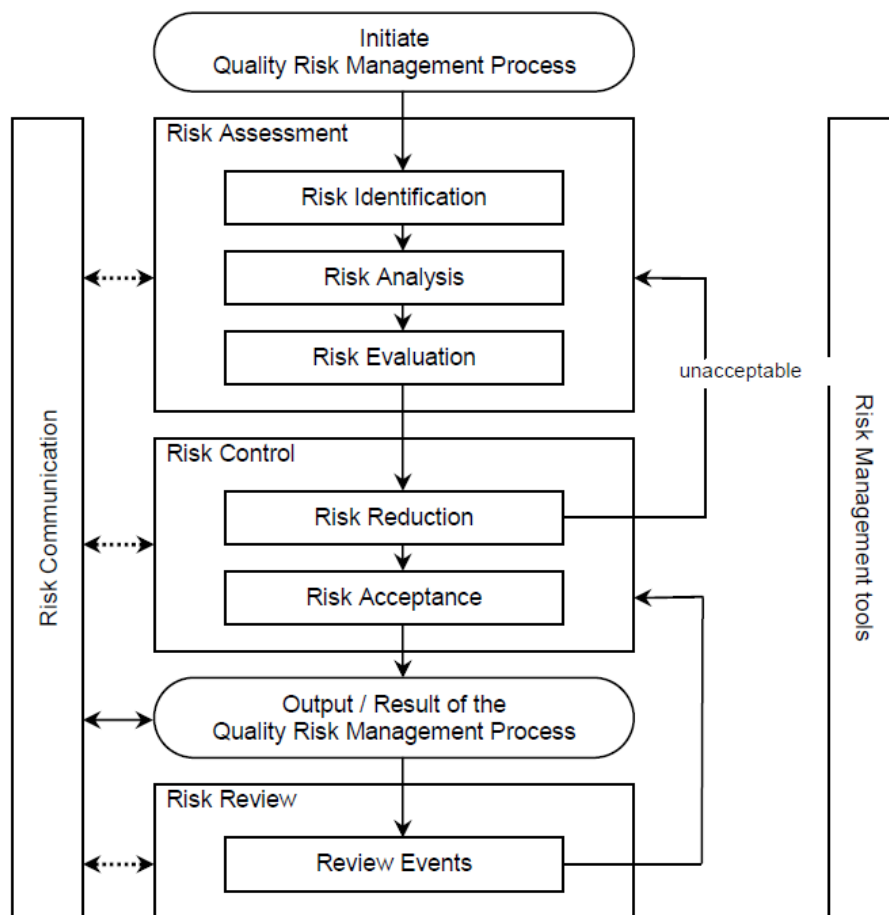 Initiate
Quality Risk Management Process
Risk Assessment
Risk Identification
Risk Analysis
Risk Evaluation
unacceptable
Risk Control
Risk Reduction
Risk Acceptance
Output / Result of the
Quality Risk Management Process
Risk Review
Review Events
Risk Communication
Risk Management tools